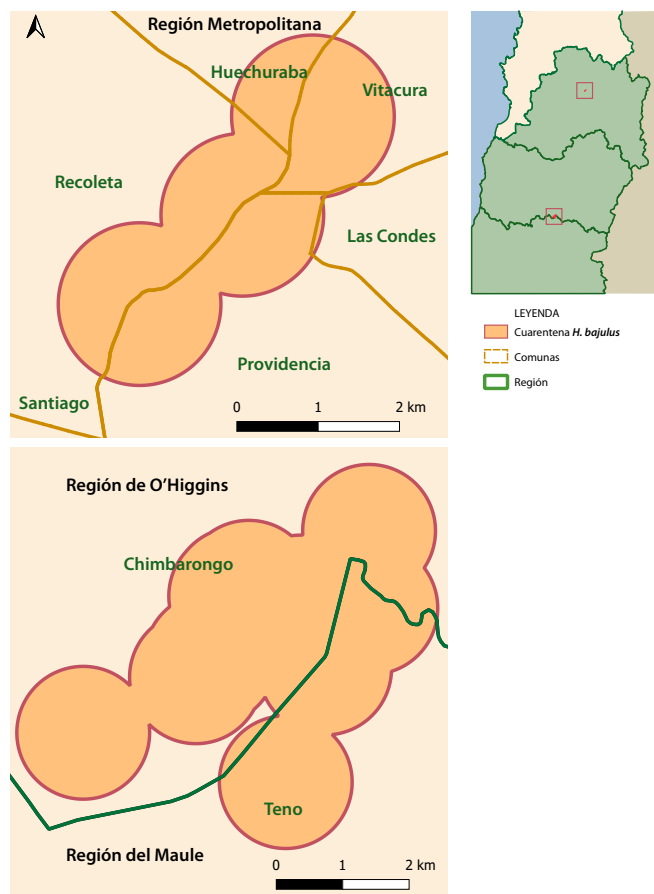 Región Metropolitana
Huechuraba
Vitacura
Recoleta
Las Condes
Providencia
Santiago
0 1 2 km
LEYENDA
Cuarentena H. bajulus
Comunas
Región
Región de O’Higgins
Chimbarongo
Teno
Región del Maule
0 1 2 km